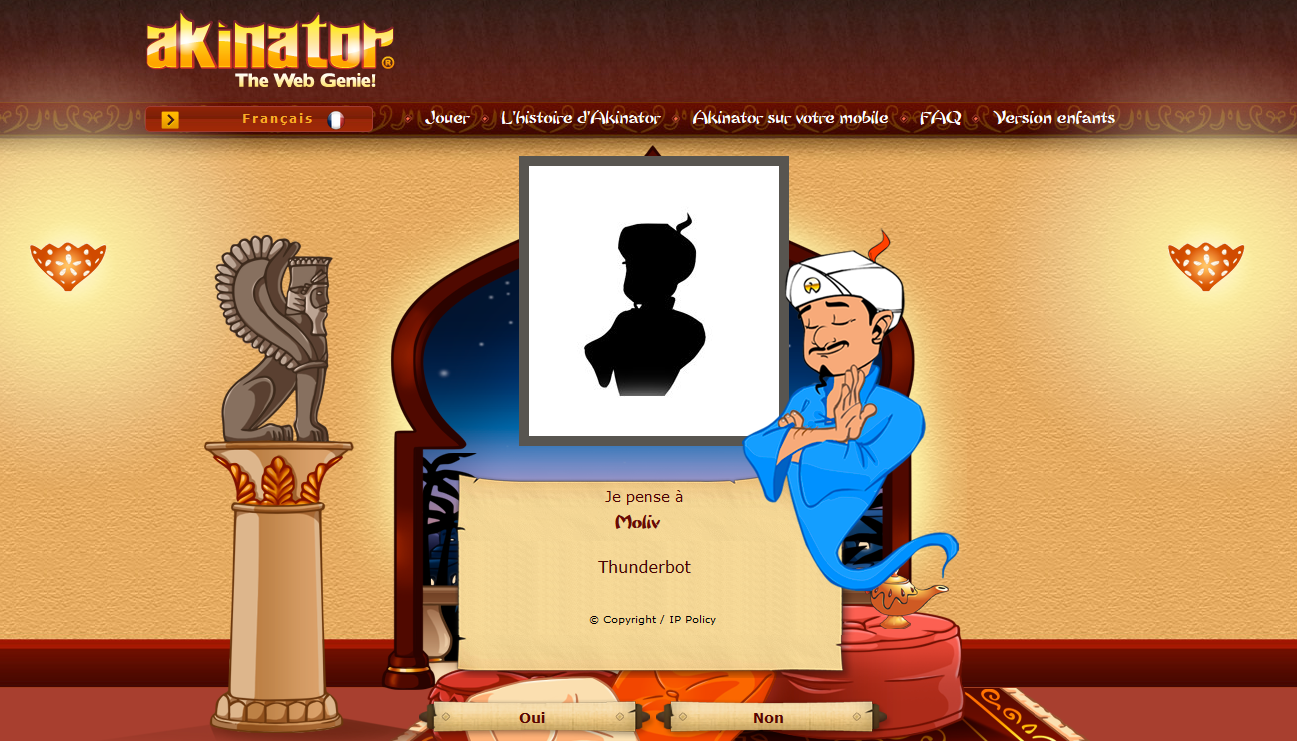 akinator®
The Web Genie!
Français
Jouer
L'histoire d'Akinator
Akinator sur votre mobile
FAQ
Version enfants
Je pense à
Moliv
Thunderbot
© Copyright / IP Policy
Oui
Non